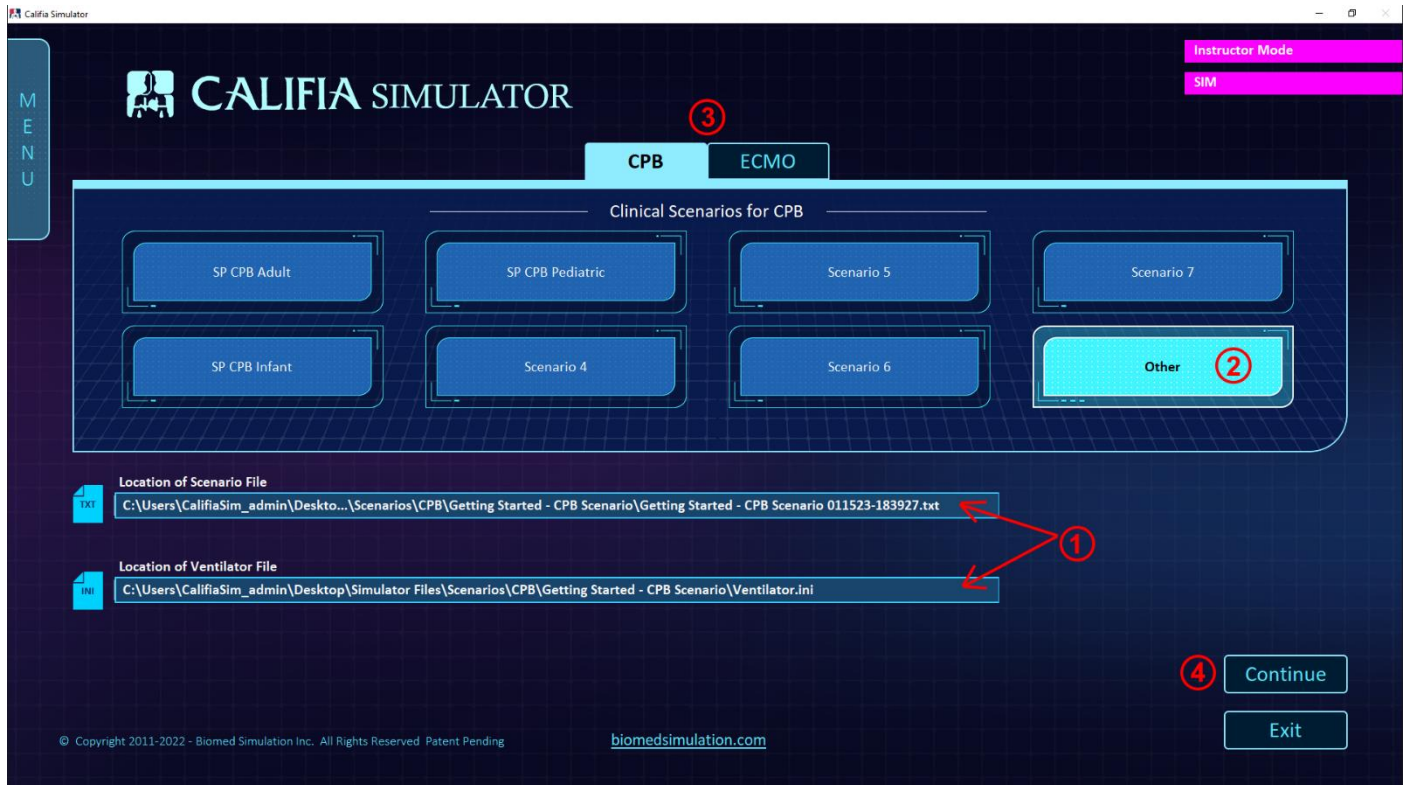 Califia Simulator
Instructor Mode
SIM
MENU
CALIFIA SIMULATOR
3
CPB ECMO
Clinical Scenarios for CPB
SP CPB Adult SP CPB Pediatric Scenario 5 Scenario 7
SP CPB Infant Scenario 4 Scenario 6 Other 2
Location of Scenario File
TXT C:\Users\CalifiaSim_admin\Deskto...\Scenarios\CPB\Getting Started - CPB Scenario\Getting Started - CPB Scenario 011523-183927.txt
1
Location of Ventilator File
INI C:\Users\CalifiaSim_admin\Desktop\Simulator Files\Scenarios\CPB\Getting Started - CPB Scenario\Ventilator.ini
4 Continue
Exit
© Copyright 2011-2022 - Biomed Simulation Inc. All Rights Reserved Patent Pending biomedsimulation.com